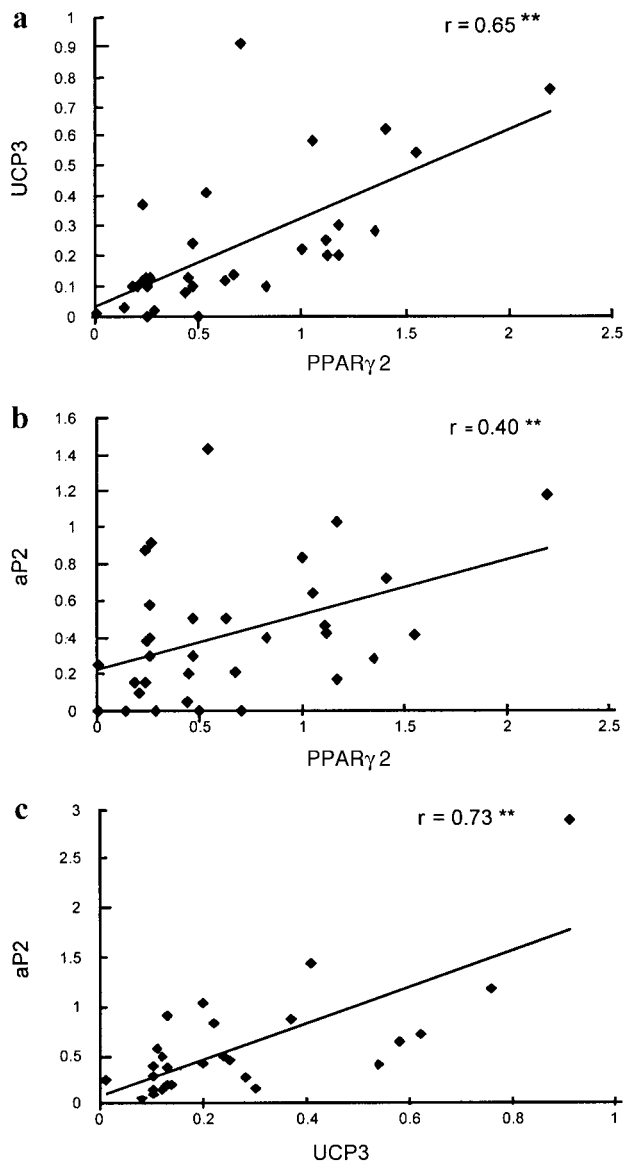 a
r = 0.65 **
1
0.9
0.8
0.7
0.6
0.5
0.4
0.3
0.2
0.1
0
UCP3
0 0.5 1 1.5 2 2.5
PPARγ2
b
r = 0.40 **
1.6
1.4
1.2
1
0.8
0.6
0.4
0.2
0
aP2
0 0.5 1 1.5 2 2.5
PPARγ2
c
r = 0.73 **
3
2.5
2
1.5
1
0.5
0
aP2
0 0.2 0.4 0.6 0.8 1
UCP3